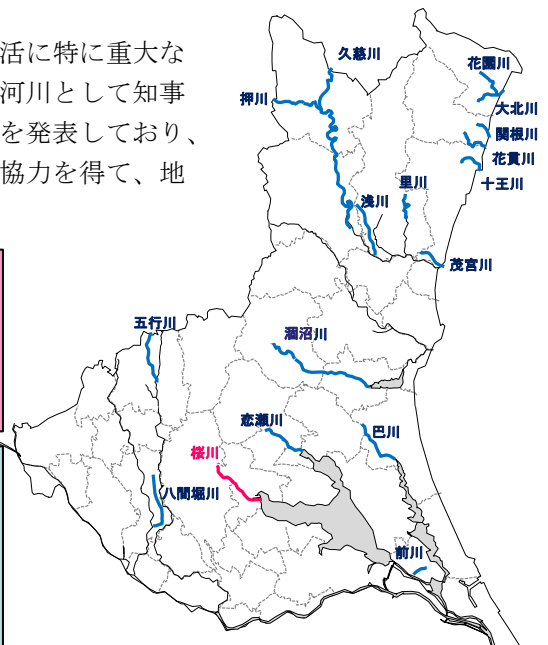 活に特に重大な
河川として知事
を発表しており、
協力を得て、地
久慈川
花園川
押川
大北川
関根川
花貫川
里川
十王川
浅川
茂宮川
五行川
涸沼川
恋瀬川
巴川
桜川
八間堀川
前川